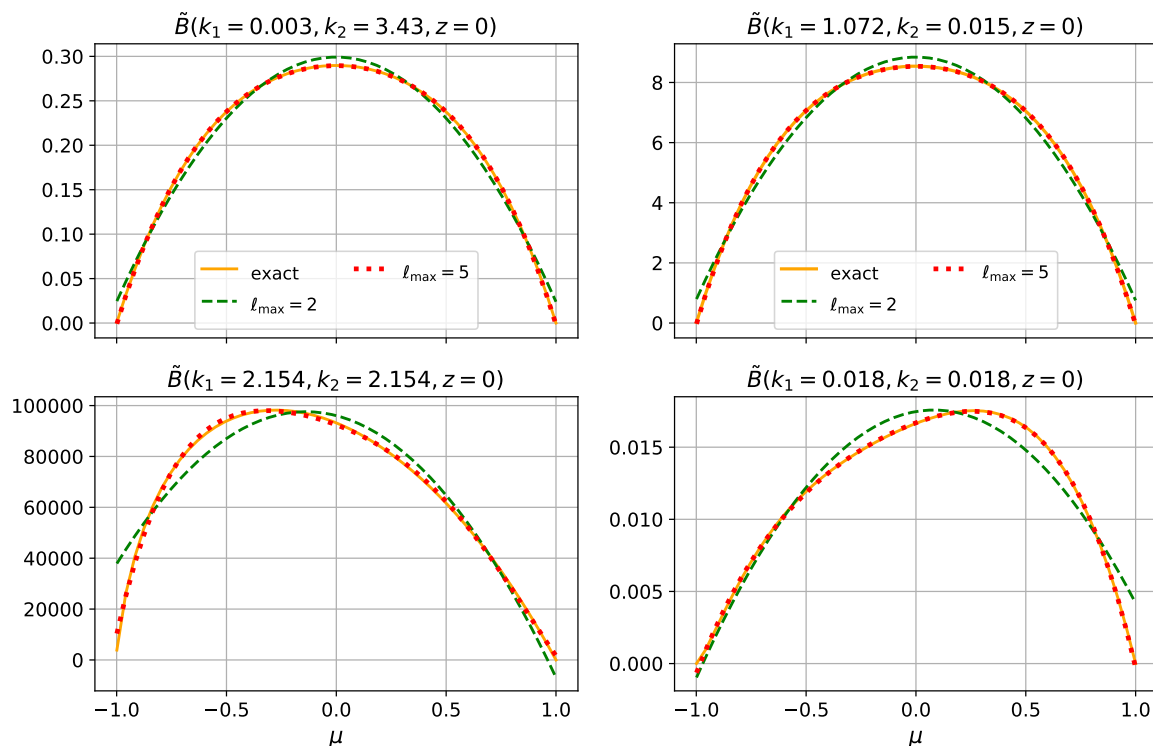 B̃(k₁ = 0.003, k₂ = 3.43, z = 0)
0.30
0.25
0.20
0.15
0.10
0.05
0.00
exact
ℓmax = 2
ℓmax = 5
B̃(k₁ = 1.072, k₂ = 0.015, z = 0)
8
6
4
2
0
exact
ℓmax = 2
ℓmax = 5
B̃(k₁ = 2.154, k₂ = 2.154, z = 0)
100000
80000
60000
40000
20000
0
−1.0 −0.5 0.0 0.5 1.0
μ
B̃(k₁ = 0.018, k₂ = 0.018, z = 0)
0.015
0.010
0.005
0.000
−1.0 −0.5 0.0 0.5 1.0
μ